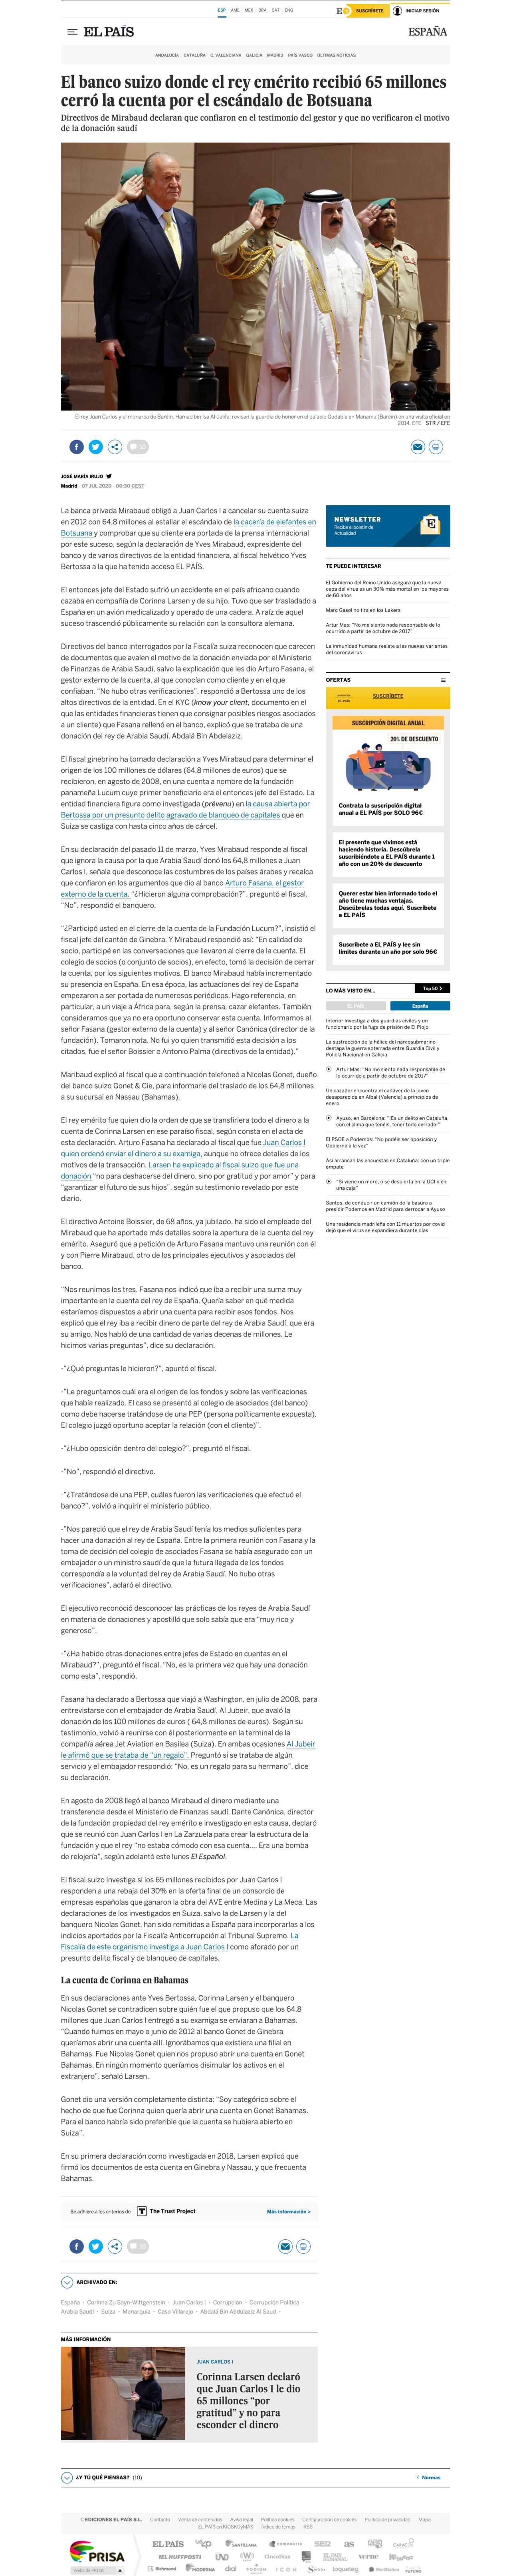 ESP AME MEX BRA CAT ENG
SUSCRÍBETE
INICIAR SESIÓN
EL PAÍS
ESPAÑA
ANDALUCÍA CATALUÑA C. VALENCIANA GALICIA MADRID PAÍS VASCO ÚLTIMAS NOTICIAS
El banco suizo donde el rey emérito recibió 65 millones
cerró la cuenta por el escándalo de Botsuana
Directivos de Mirabaud declaran que confiaron en el testimonio del gestor y que no verificaron el motivo
de la donación saudí
El rey Juan Carlos y el monarca de Baréin, Hamad bin Isa Al-Jalifa, revisan la guardia de honor en el palacio Gudabia en Manama (Baréin) en una visita oficial en
2014. EFE STR / EFE
JOSÉ MARÍA IRUJO
Madrid - 07 JUL 2020 - 00:30 CEST
La banca privada Mirabaud obligó a Juan Carlos I a cancelar su cuenta suiza
en 2012 con 64,8 millones al estallar el escándalo de la cacería de elefantes en
Botsuana y comprobar que su cliente era portada de la prensa internacional
por este suceso, según la declaración de Yves Mirabaud, expresidente del
banco y de varios directivos de la entidad financiera, al fiscal helvético Yves
Bertossa a la que ha tenido acceso EL PAÍS.
El entonces jefe del Estado sufrió un accidente en el país africano cuando
cazaba en compañía de Corinna Larsen y de su hijo. Tuvo que ser trasladado a
España en un avión medicalizado y operado de una cadera. A raíz de aquel
suceso trascendió públicamente su relación con la consultora alemana.
Directivos del banco interrogados por la Fiscalía suiza reconocen que carecen
de documentos que avalen el motivo de la donación enviada por el Ministerio
de Finanzas de Arabia Saudí, salvo la explicación que les dio Arturo Fasana, el
gestor externo de la cuenta, al que conocían como cliente y en el que
confiaban. "No hubo otras verificaciones", respondieron los interrogados
sobre el motivo de la transferencia. En el KYC (know your client, documento en el
que las entidades financieras tienen que consignar posibles riesgos asociados
a un cliente) que Fasana rellenó en el banco, explicó que se trataba de una
donación del rey de Arabia Saudí, Abdalá Bin Abdelaziz.
El fiscal ginebrino ha tomado declaración a Yves Mirabaud para determinar el
origen de los 100 millones de dólares (64,8 millones de euros) que se
recibieron, en agosto de 2008, en una cuenta a nombre de la fundación
panameña Lucum cuyo primer beneficiario era el entonces jefe del Estado. La
entidad financiera figura como investigada (prévenu) en la causa abierta por
Bertossa por un presunto delito agravado de blanqueo de capitales que en
Suiza se castiga con hasta cinco años de cárcel.
En su declaración del pasado 11 de marzo, Yves Mirabaud responde al fiscal
que ignora la causa por la que Arabia Saudí donó los 64,8 millones a Juan
Carlos I, señala que desconoce las costumbres de los países árabes y recalca
que confiaron en los argumentos que dio al banco Arturo Fasana, el gestor
externo de la cuenta. "¿Hicieron alguna comprobación?", preguntó el fiscal.
"No", respondió el banquero.
"¿Participó usted en el cierre de la cuenta de la Fundación Lucum?", insistió el
fiscal jefe del cantón de Ginebra. Y Mirabaud respondió así: "En calidad de
socio, participé en las conversaciones que llevaron al cierre de la cuenta. El
colegio de socios (conjunto de socios), en efecto, tomó la decisión de cerrar
la cuenta, por los siguientes motivos. El banco Mirabaud había incrementado
su presencia en España. Nos dimos cuenta de que la situación del rey de
España estaba deteriorándose en el plano de su reputación. Los periódicos
empezaron a ser portada de numerosos riesgos. Hago referencia, en
particular, a un viaje a África para, según la prensa, cazar elefantes. También
consideramos que ya no era oportuno conservar esta cuenta. Informamos al
señor Fasana (gestor externo de la cuenta) y al señor Canónica (director de la
fundación) de que íbamos a cerrar la relación. Por parte del colegio de socios,
tanto el señor Boissier como el señor Antonio Palma (directivos del banco) y
yo, junto con otras personas también, tomamos la decisión de la entidad)."
Maribaud explicó al fiscal que a continuación contactó con Nicolas Gonet,
dueño del banco suizo Gonet & Cie, para informarle del cierre de la cuenta del
rey emérito y que Gonet le comunicó que la donación de dinero a Larsen iría a
su sucursal en Nassau (Bahamas).
El rey emérito fue quien dio la orden de que se transfiriera todo el dinero a la
cuenta de Corinna Larsen en ese paraíso fiscal, según consta en el acta de
esta declaración. Arturo Fasana ha declarado al fiscal que fue Juan Carlos I
quien ordenó enviar el dinero a su examiga, aunque no ofrece detalles de los
motivos de la transacción. Larsen ha explicado al fiscal suizo que fue una
donación "no para deshacerse del dinero, sino por gratitud y por amor" y para
"garantizar el futuro de sus hijos", según su testimonio revelado por este
diario.
El directivo Antoine Boissier, de 68 años, ya jubilado, ha sido el empleado del
Mirabaud que ha aportado más detalles sobre la apertura de la cuenta del rey
emérito. Según su declaración, a petición de Arturo Fasana mantuvo una reunión
con él y con Pierre Mirabaud, otro de los principales ejecutivos y asociados del
banco.
"Nos reunimos los tres. Fasana nos indicó que iba a recibir una suma muy
importante en la cuenta del rey de España. Quería saber en qué medida
estaríamos dispuestos a abrir una cuenta para recibir esos fondos. Nos
explicó que el rey iba a recibir dinero de parte del rey de Arabia Saudí, que era
su amigo. Nos habló de una cantidad de varias decenas de millones. Le
hicimos varias preguntas", dice su declaración.
-"¿Qué preguntas le hicieron?", apuntó el fiscal.
-"Le preguntamos cuál era el origen de los fondos y sobre las verificaciones
que había realizado. El caso se presentó al colegio de asociados (del banco)
como debe hacerse tratándose de una PEP (persona políticamente expuesta).
El colegio juzgó oportuno aceptar la relación (con el cliente)".
-"¿Hubo oposición dentro del colegio?", preguntó el fiscal.
-"No", respondió el directivo.
-"¿Tratándose de una PEP, cuáles fueron las verificaciones que efectuó el
banco?", volvió a inquirir el ministerio público.
-"Nos pareció que el rey de Arabia Saudí tenía los medios suficientes para
hacer una donación al rey de España. Entre la primera reunión con Fasana y la
toma de decisión del colegio de asociados Fasana se había asegurado con un
embajador o un ministro saudí de que la futura llegada de los fondos
correspondía a la voluntad del rey de Arabia Saudí. No hubo otras
verificaciones", aclaró el directivo.
El ejecutivo reconoció desconocer las prácticas de los reyes de Arabia Saudí
en materia de donaciones y apostilló que solo sabía que era "muy rico y
generoso".
-"¿Ha habido otras donaciones entre jefes de Estado en cuentas en el
Mirabaud?", preguntó el fiscal. "No, es la primera vez que hay una donación
como esta", respondió.
Fasana ha declarado a Bertossa que viajó a Washington, en julio de 2008, para
entrevistarse con el embajador de Arabia Saudí, Al Jubeir, que avaló la
donación de los 100 millones de euros ( 64,8 millones de euros). Según su
testimonio, volvió a reunirse con él posteriormente en la terminal de la
compañía aérea Jet Aviation en Basilea (Suiza). En ambas ocasiones Al Jubeir
le afirmó que se trataba de "un regalo". Preguntó si se trataba de algún
servicio y el embajador respondió: "No, es un regalo para su hermano", dice
su declaración.
En agosto de 2008 llegó al banco Mirabaud el dinero mediante una
transferencia desde el Ministerio de Finanzas saudí. Dante Canónica, director
de la fundación propiedad del rey emérito e investigado en esta causa, declaró
que se reunió con Juan Carlos I en La Zarzuela para crear la estructura de la
fundación y que el rey "no estaba cómodo con esa cuenta.... Era una bomba
de relojería", según adelantó este lunes El Español.
El fiscal suizo investiga si los 65 millones recibidos por Juan Carlos I
responden a una rebaja del 30% en la oferta final de un consorcio de
empresas españolas que ganaron la obra del AVE entre Medina y La Meca. Las
declaraciones de los investigados en Suiza, salvo la de Larsen y la del
banquero Nicolas Gonet, han sido remitidas a España para incorporarlas a los
indicios aportados por la Fiscalía Anticorrupción al Tribunal Supremo. La
Fiscalía de este organismo investiga a Juan Carlos I como aforado por un
presunto delito fiscal y de blanqueo de capitales.
La cuenta de Corinna en Bahamas
En sus declaraciones ante Yves Bertossa, Corinna Larsen y el banquero
Nicolas Gonet se contradicen sobre quién fue el que propuso que los 64,8
millones que Juan Carlos I entregó a su examiga se enviaran a Bahamas.
"Cuando fuimos en mayo o junio de 2012 al banco Gonet de Ginebra
queríamos abrir una cuenta allí. Ignorábamos que existiera una filial en
Bahamas. Fue Nicolas Gonet quien nos propuso abrir una cuenta en Gonet
Bahamas. En ningún momento queríamos disimular los activos en el
extranjero", señaló Larsen.
Gonet dio una versión completamente distinta: "Soy categórico sobre el
hecho de que fue Corinna quien quería abrir una cuenta en Gonet Bahamas.
Para el banco habría sido preferible que la cuenta se hubiera abierto en
Suiza".
En su primera declaración como investigada en 2018, Larsen explicó que
firmó los documentos de esta cuenta en Ginebra y Nassau, y que frecuenta
Bahamas.
Se adhiere a los criterios de The Trust Project Más información >
ARCHIVADO EN:
España · Corinna Zu Sayn-Wittgenstein · Juan Carlos I · Corrupción · Corrupción Política ·
Arabia Saudí · Suiza · Monarquía · Casa Villarejo · Abdalá Bin Abdulaziz Al Saud ·
MÁS INFORMACIÓN
JUAN CARLOS I
Corinna Larsen declaró
que Juan Carlos I le dio
65 millones "por
gratitud" y no para
esconder el dinero
¿Y TÚ QUÉ PIENSAS? (10)
Normas
NEWSLETTER
Recibe el boletín de
Actualidad
TE PUEDE INTERESAR
El Gobierno del Reino Unido asegura que la nueva
cepa del virus es un 30% más mortal en los mayores
de 60 años
Marc Gasol no tira en los Lakers
Artur Mas: "No me siento nada responsable de lo
ocurrido a partir de octubre de 2017"
La inmunidad humana resiste a las nuevas variantes
del coronavirus
OFERTAS
SUSCRÍBETE
SUSCRIPCIÓN DIGITAL ANUAL
20% DE DESCUENTO
Contrata la suscripción digital
anual a EL PAÍS por SOLO 96€
El presente que vivimos está
haciendo historia. Descúbrela
suscribiéndote a EL PAÍS durante 1
año con un 20% de descuento
Querer estar bien informado todo el
año tiene muchas ventajas.
Descúbrelas todas aquí. Suscríbete
a EL PAÍS
Suscríbete a EL PAÍS y lee sin
límites durante un año por solo 96€
LO MÁS VISTO EN...
Top 50
EL PAÍS
España
Interior investiga a dos guardias civiles y un
funcionario por la fuga de prisión de El Piojo
La sustracción de la hélice del narcosubmarino
destapa la guerra soterrada entre Guardia Civil y
Policía Nacional en Galicia
Artur Mas: "No me siento nada responsable de
lo ocurrido a partir de octubre de 2017"
Un cazador encuentra el cadáver de la joven
desaparecida en Albal (Valencia) a principios de
enero
Ayuso, en Barcelona: "¡Es un delito en Cataluña,
con el clima que tenéis, tener todo cerrado!"
El PSOE a Podemos: "No podéis ser oposición y
Gobierno a la vez"
Así arrancan las encuestas en Cataluña: con un triple
empate
"Si viene un moro, o se despierta en la UCI o en
una caja"
Santos, de conducir un camión de la basura a
presidir Podemos en Madrid para derrocar a Ayuso
Una residencia madrileña con 11 muertos por covid
dejó que el virus se expandiera durante días
© EDICIONES EL PAÍS S.L. Contacto Venta de contenidos Aviso legal Política cookies Configuración de cookies Política de privacidad Mapa
EL PAÍS en KIOSKOyMÁS Índice de temas RSS
PRISA
Webs de PRISA
EL PAÍS SANTILLANA COMPARTIR as
EL HUFFPOST Cinco Días verne
Richmond MODERNA dial PODIUM ICON loqueleo